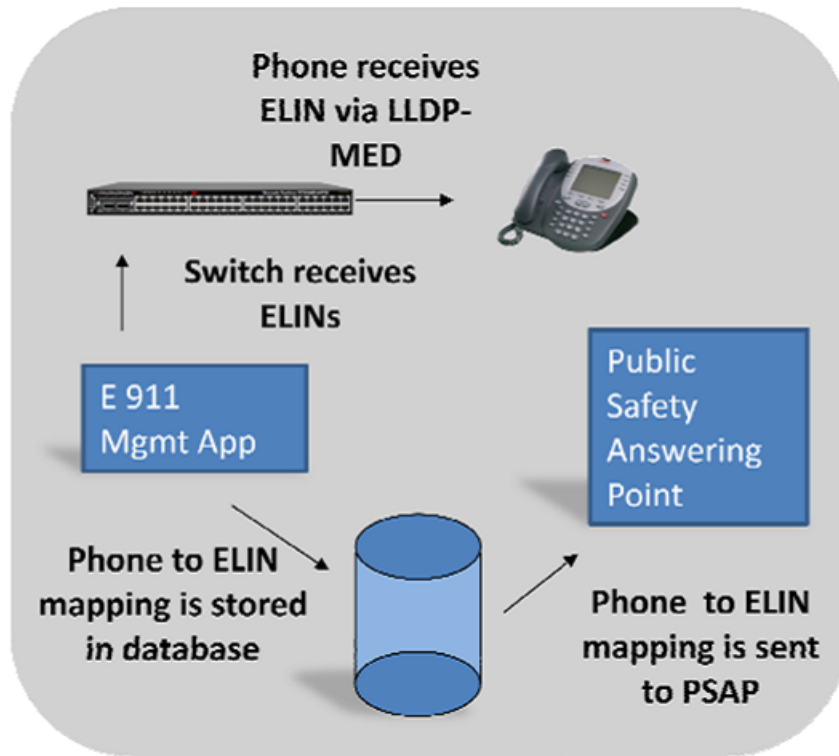 Phone receives
ELIN via LLDP-
MED
Switch receives
ELINs
E 911
Mgmt App
Public
Safety
Answering
Point
Phone to ELIN
mapping is stored
in database
Phone to ELIN
mapping is sent
to PSAP